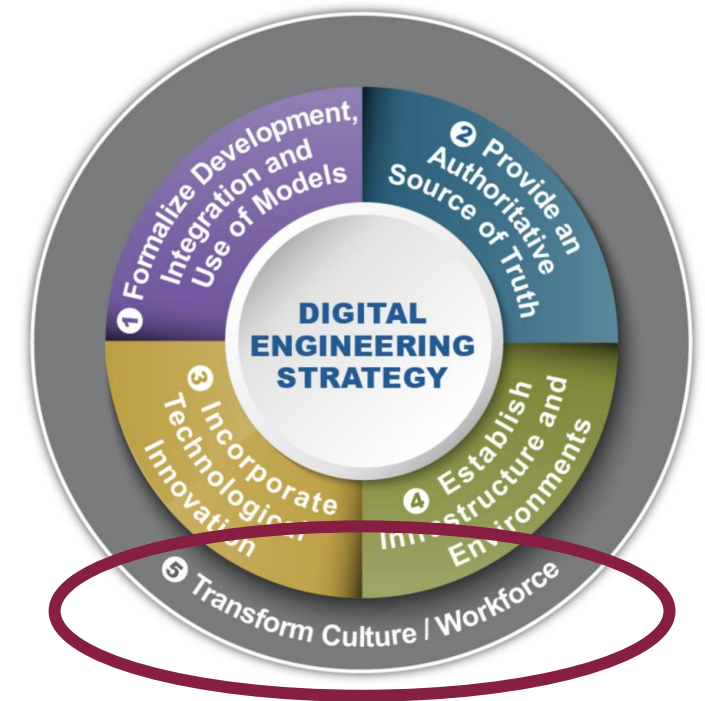 1 Formalize Development,
Integration and
Use of Models
2 Provide an
Authoritative
Source of Truth
DIGITAL
ENGINEERING
STRATEGY
3 Incorporate
Technological
Innovation
4 Establish
Infrastructure and
Environments
5 Transform Culture / Workforce